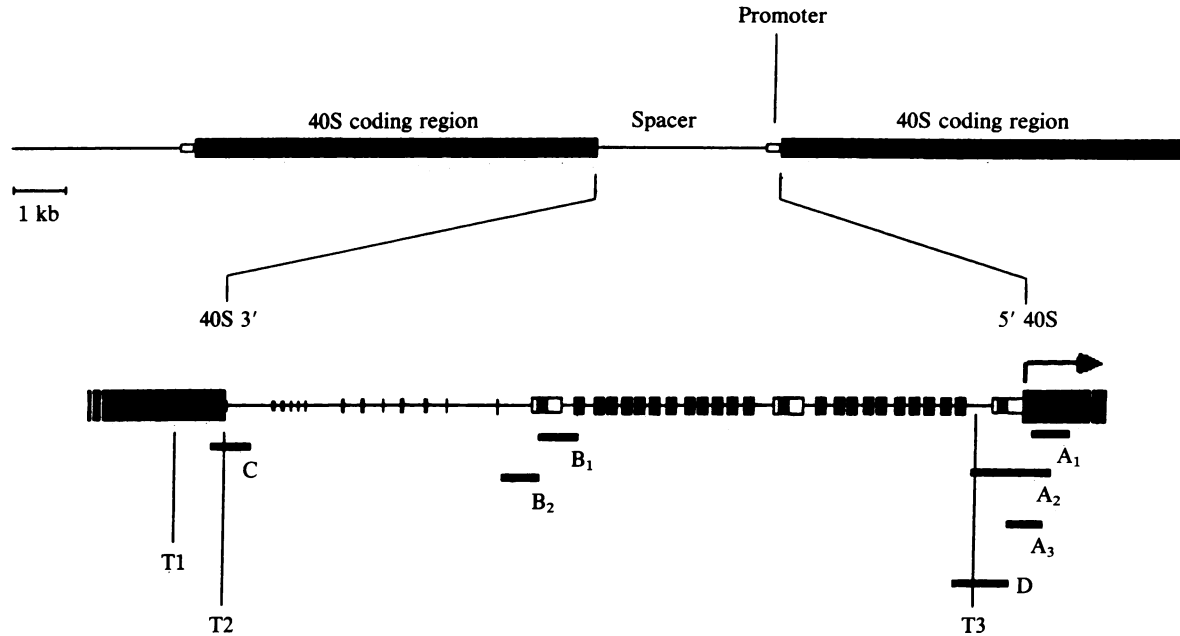 Promoter
40S coding region
Spacer
40S coding region
1 kb
40S 3′
5′ 40S
C
B₁
A₁
B₂
A₂
A₃
T1
D
T2
T3